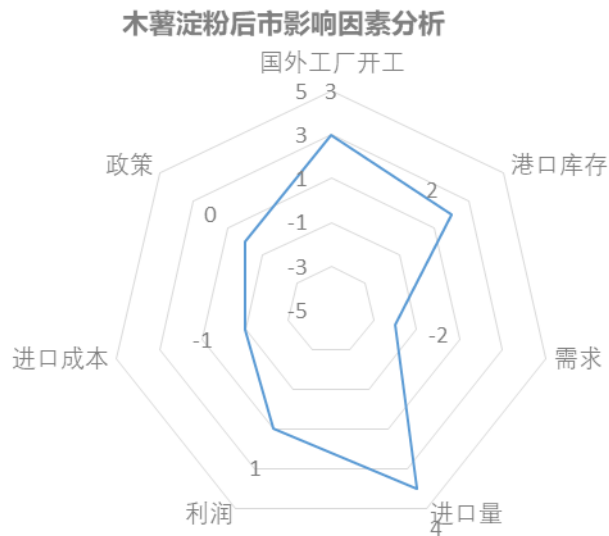 木薯淀粉后市影响因素分析
国外工厂开工
5
3
3
政策
港口库存
1
2
0
-1
-3
-5
-1
-2
进口成本
需求
1
利润
进口量
4